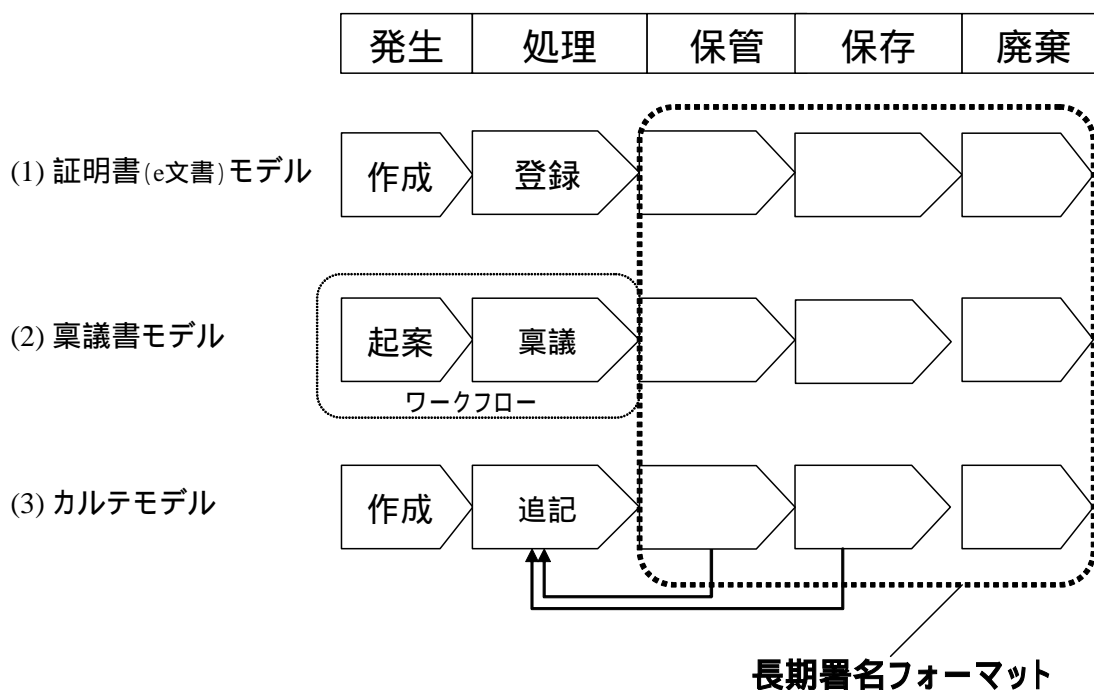 発生 処理 保管 保存 廃棄
(1) 証明書(e文書)モデル 作成 登録
(2) 稟議書モデル 起案 稟議
ワークフロー
(3) カルテモデル 作成 追記
長期署名フォーマット